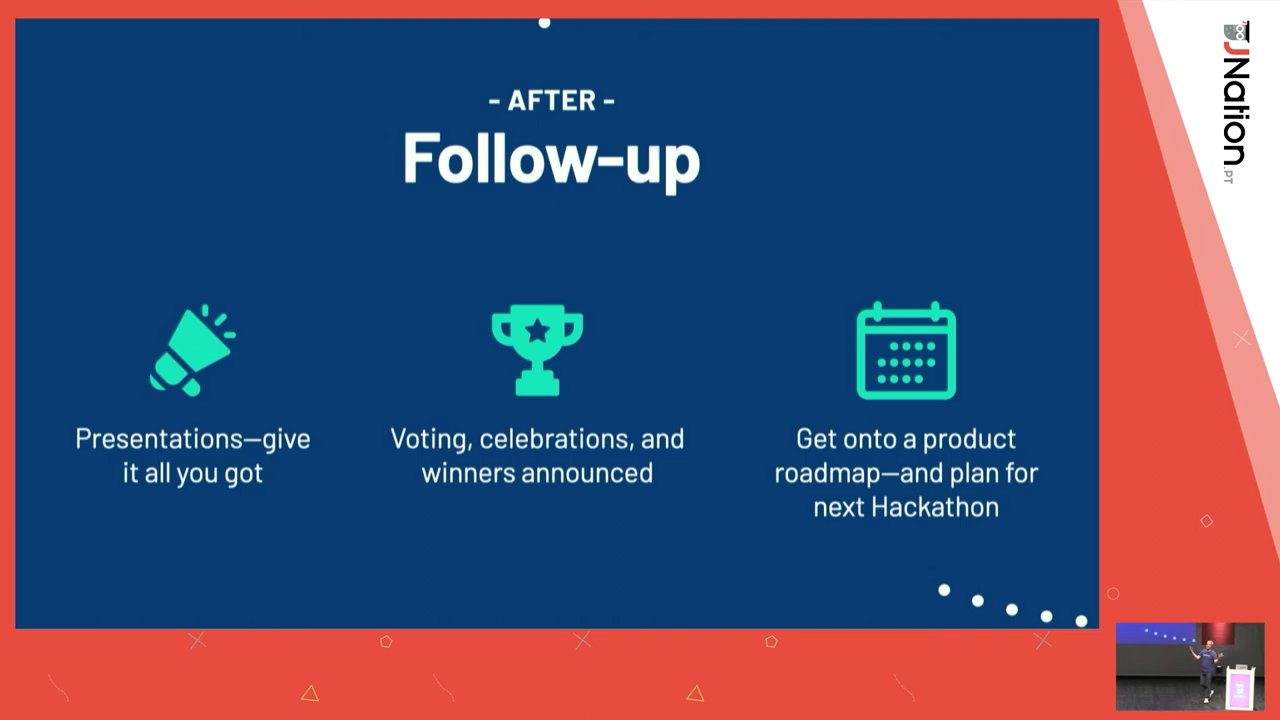 - AFTER -
Follow-up
Presentations—give
it all you got
Voting, celebrations, and
winners announced
Get onto a product
roadmap—and plan for
next Hackathon
JNation
.PT